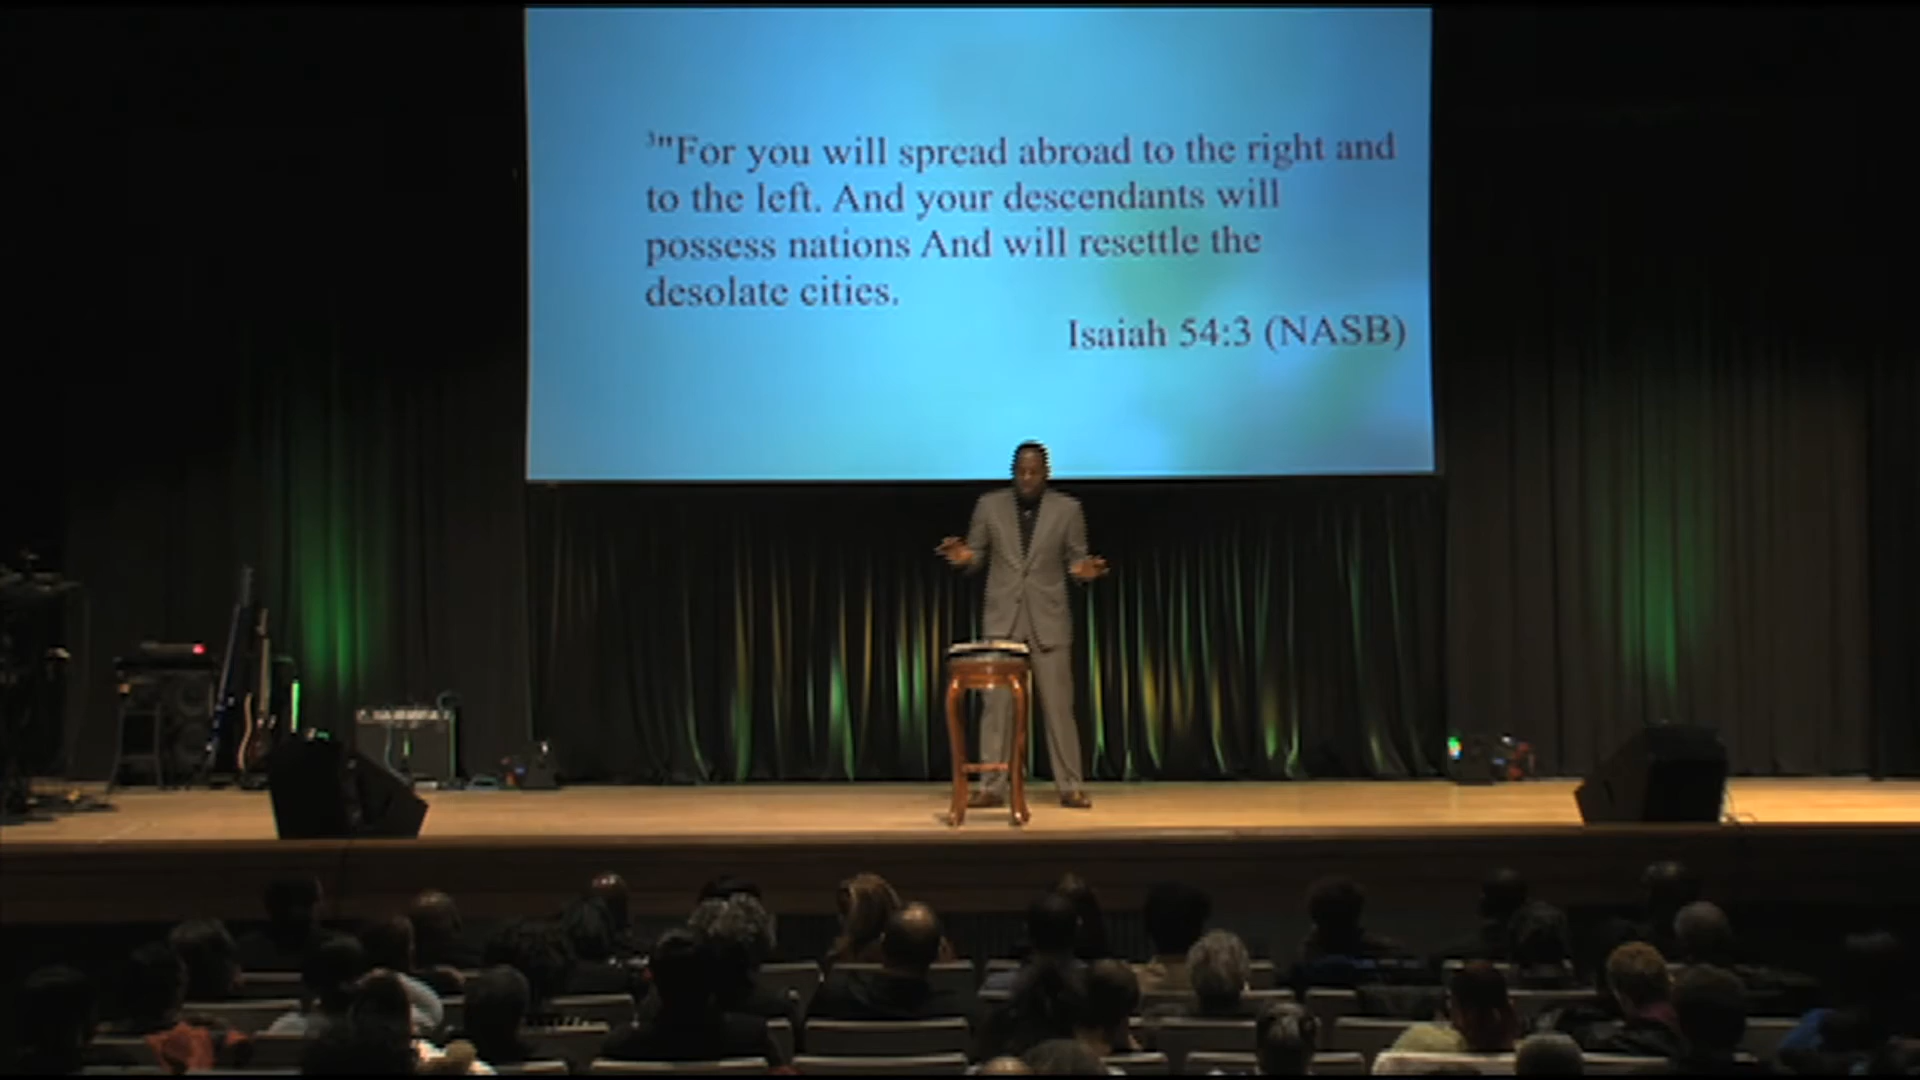 ³"For you will spread abroad to the right and
to the left. And your descendants will
possess nations And will resettle the
desolate cities.
Isaiah 54:3 (NASB)